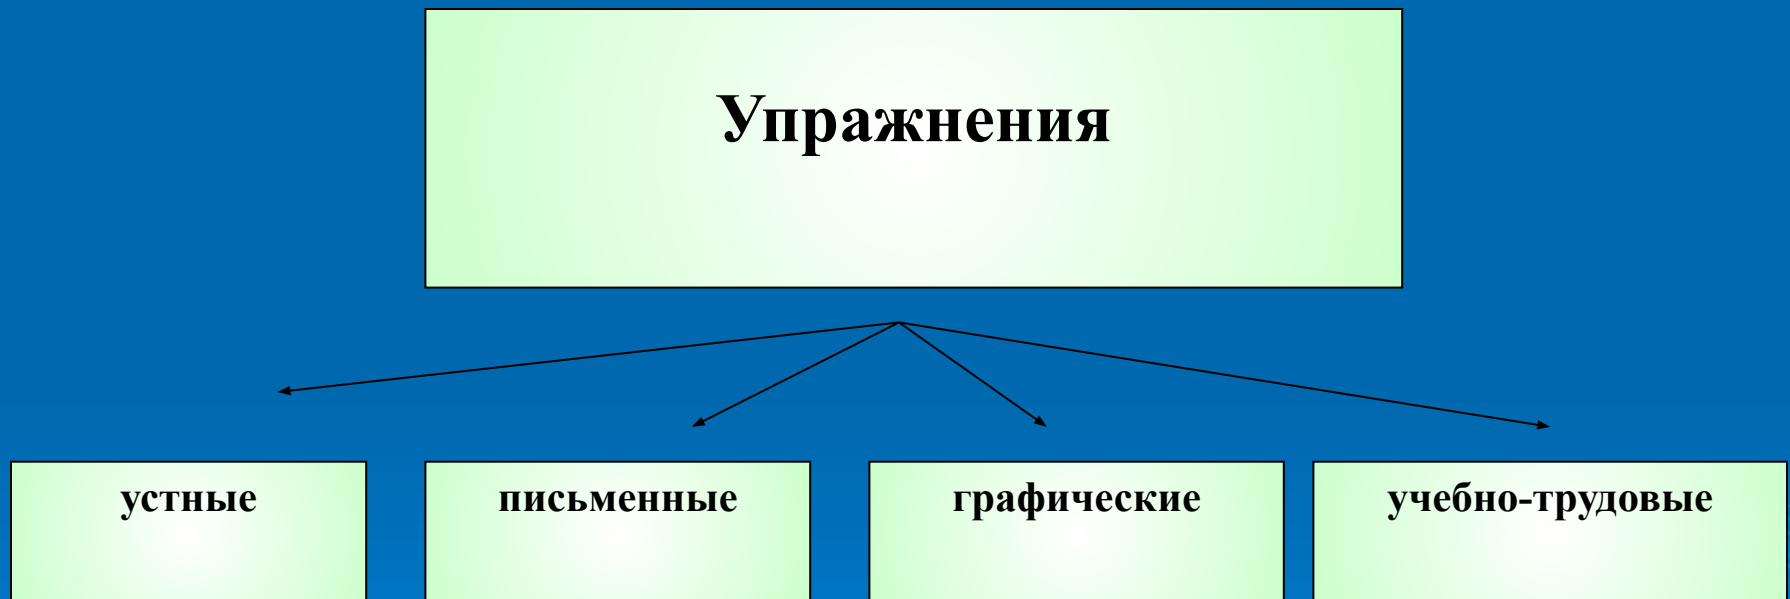 Упражнения
устные
письменные
графические
учебно-трудовые